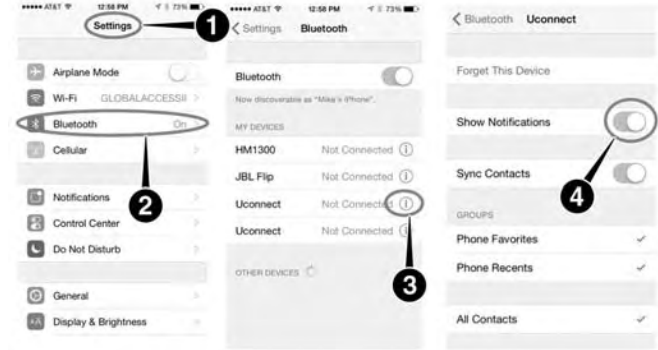 ●●●●● AT&T 12:58 PM 73%
Settings
1
Airplane Mode
Wi-Fi GLOBALACCESSII
Bluetooth On
2
Cellular
Notifications
Control Center
Do Not Disturb
General
Display & Brightness
●●●●● AT&T 12:58 PM 73%
Settings Bluetooth
Bluetooth
Now discoverable as "Mike's iPhone".
MY DEVICES
HM1300 Not Connected
JBL Flip Not Connected
Uconnect Not Connected
Uconnect Not Connected
3
OTHER DEVICES
Bluetooth Uconnect
Forget This Device
Show Notifications
4
Sync Contacts
GROUPS
Phone Favorites
Phone Recents
All Contacts